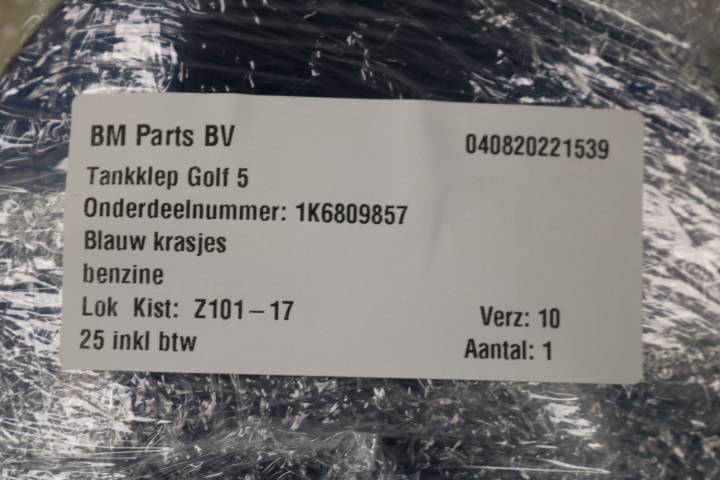 BM Parts BV 040820221539
Tankklep Golf 5
Onderdeelnummer: 1K6809857
Blauw krasjes
benzine
Lok Kist: Z101-17 Verz: 10
25 inkl btw Aantal: 1